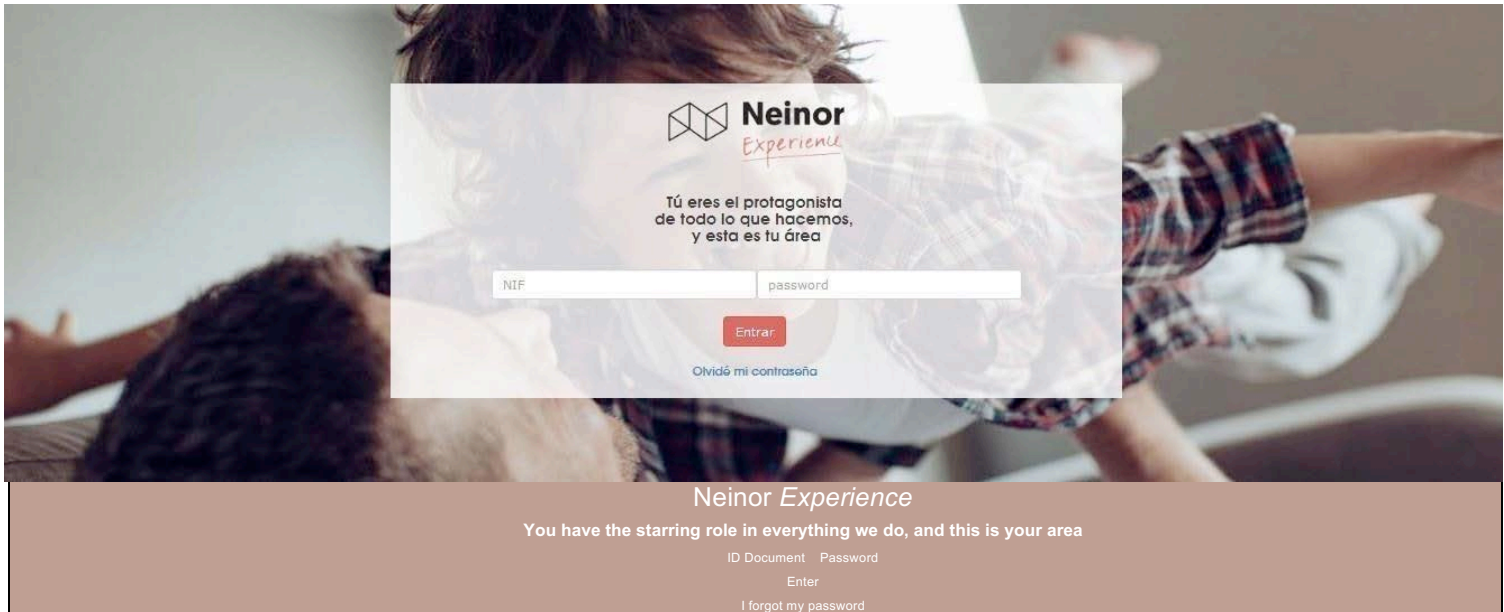 Neinor
Experience
Tú eres el protagonista
de todo lo que hacemos,
y esta es tu área
NIF password
Entrar
Olvidé mi contraseña
Neinor Experience
You have the starring role in everything we do, and this is your area
ID Document Password
Enter
I forgot my password